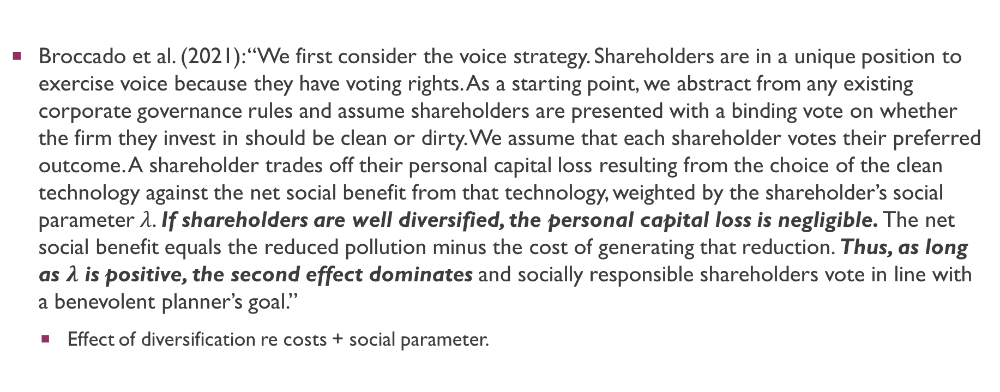 ▪ Broccado et al. (2021): “We first consider the voice strategy. Shareholders are in a unique position to
exercise voice because they have voting rights. As a starting point, we abstract from any existing
corporate governance rules and assume shareholders are presented with a binding vote on whether
the firm they invest in should be clean or dirty. We assume that each shareholder votes their preferred
outcome. A shareholder trades off their personal capital loss resulting from the choice of the clean
technology against the net social benefit from that technology, weighted by the shareholder’s social
parameter λ. If shareholders are well diversified, the personal capital loss is negligible. The net
social benefit equals the reduced pollution minus the cost of generating that reduction. Thus, as long
as λ is positive, the second effect dominates and socially responsible shareholders vote in line with
a benevolent planner’s goal.”
▪ Effect of diversification re costs + social parameter.